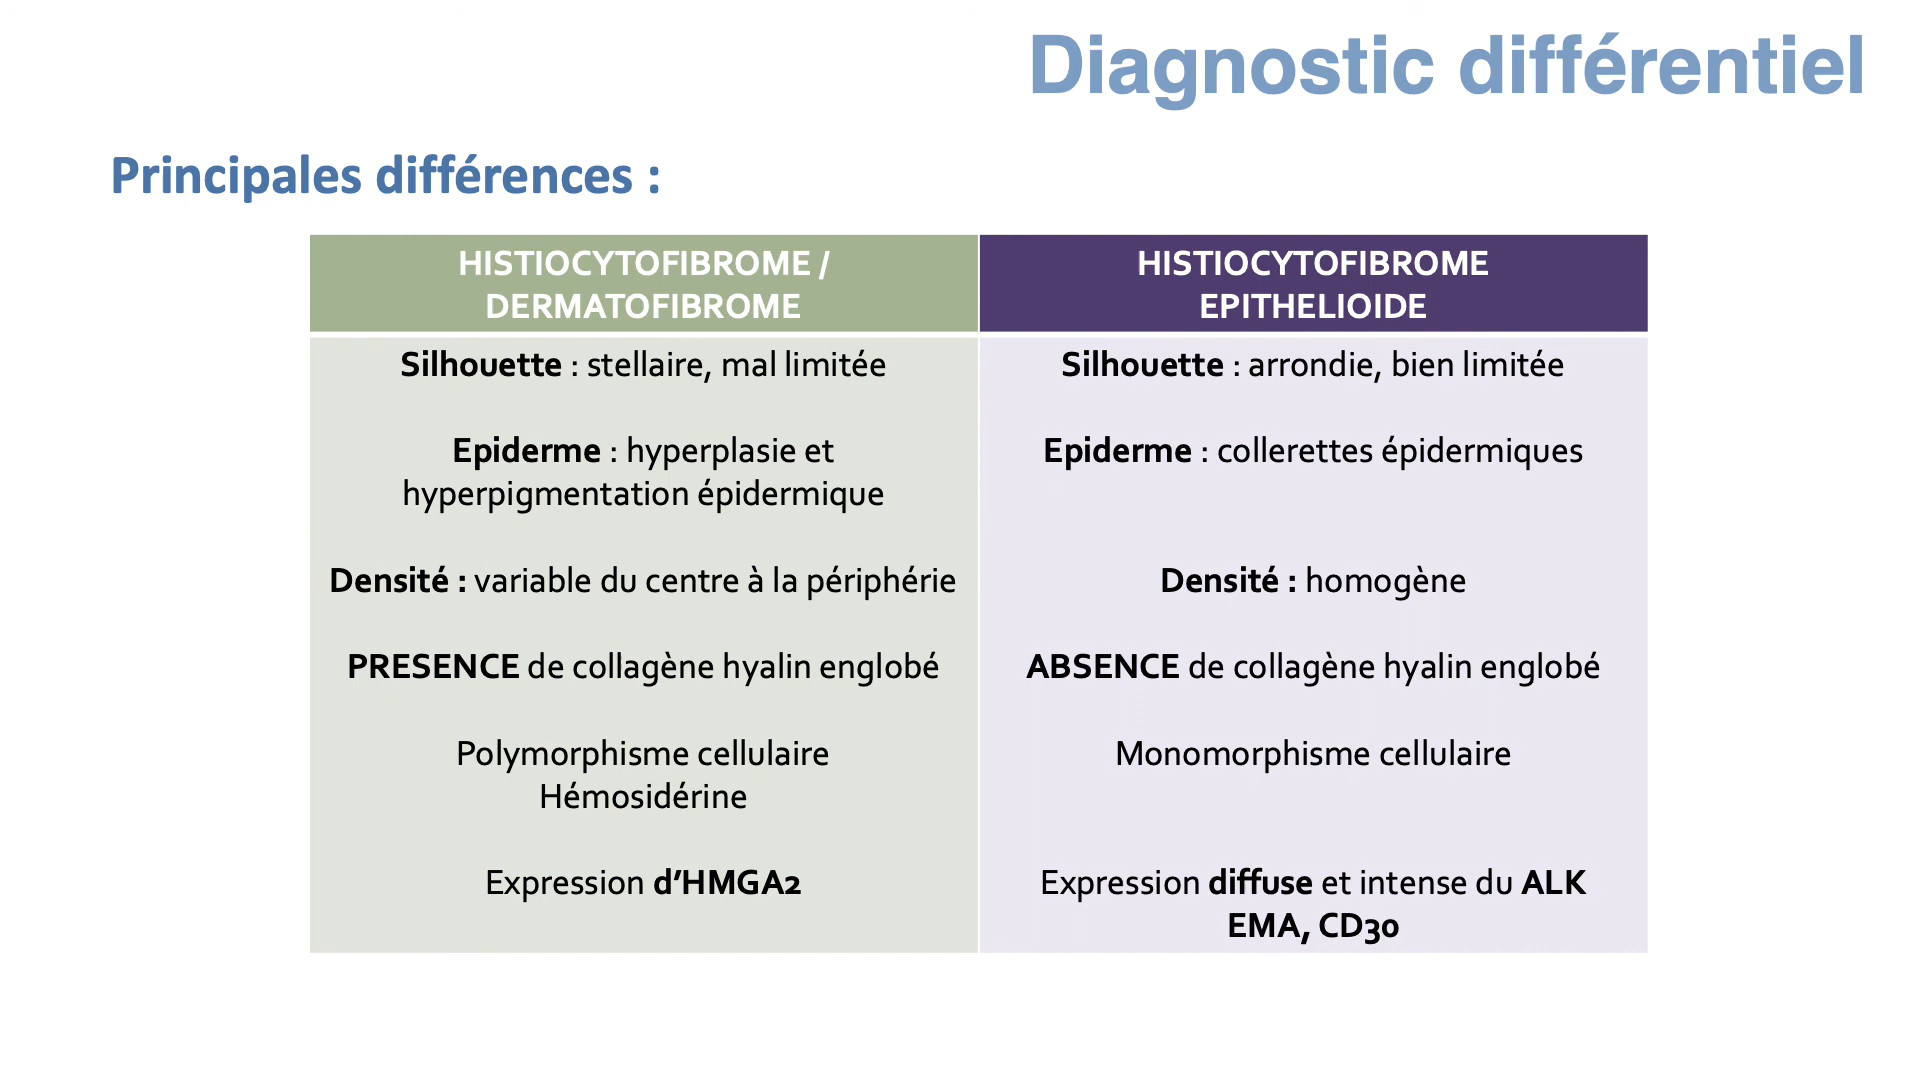 Diagnostic différentiel
Principales différences :
HISTIOCYTOFIBROME /
DERMATOFIBROME
HISTIOCYTOFIBROME
EPITHELIOIDE
Silhouette : stellaire, mal limitée
Epiderme : hyperplasie et
hyperpigmentation épidermique
Densité : variable du centre à la périphérie
PRESENCE de collagène hyalin englobé
Polymorphisme cellulaire
Hémosidérine
Expression d’HMGA2
Silhouette : arrondie, bien limitée
Epiderme : collerettes épidermiques
Densité : homogène
ABSENCE de collagène hyalin englobé
Monomorphisme cellulaire
Expression diffuse et intense du ALK
EMA, CD30